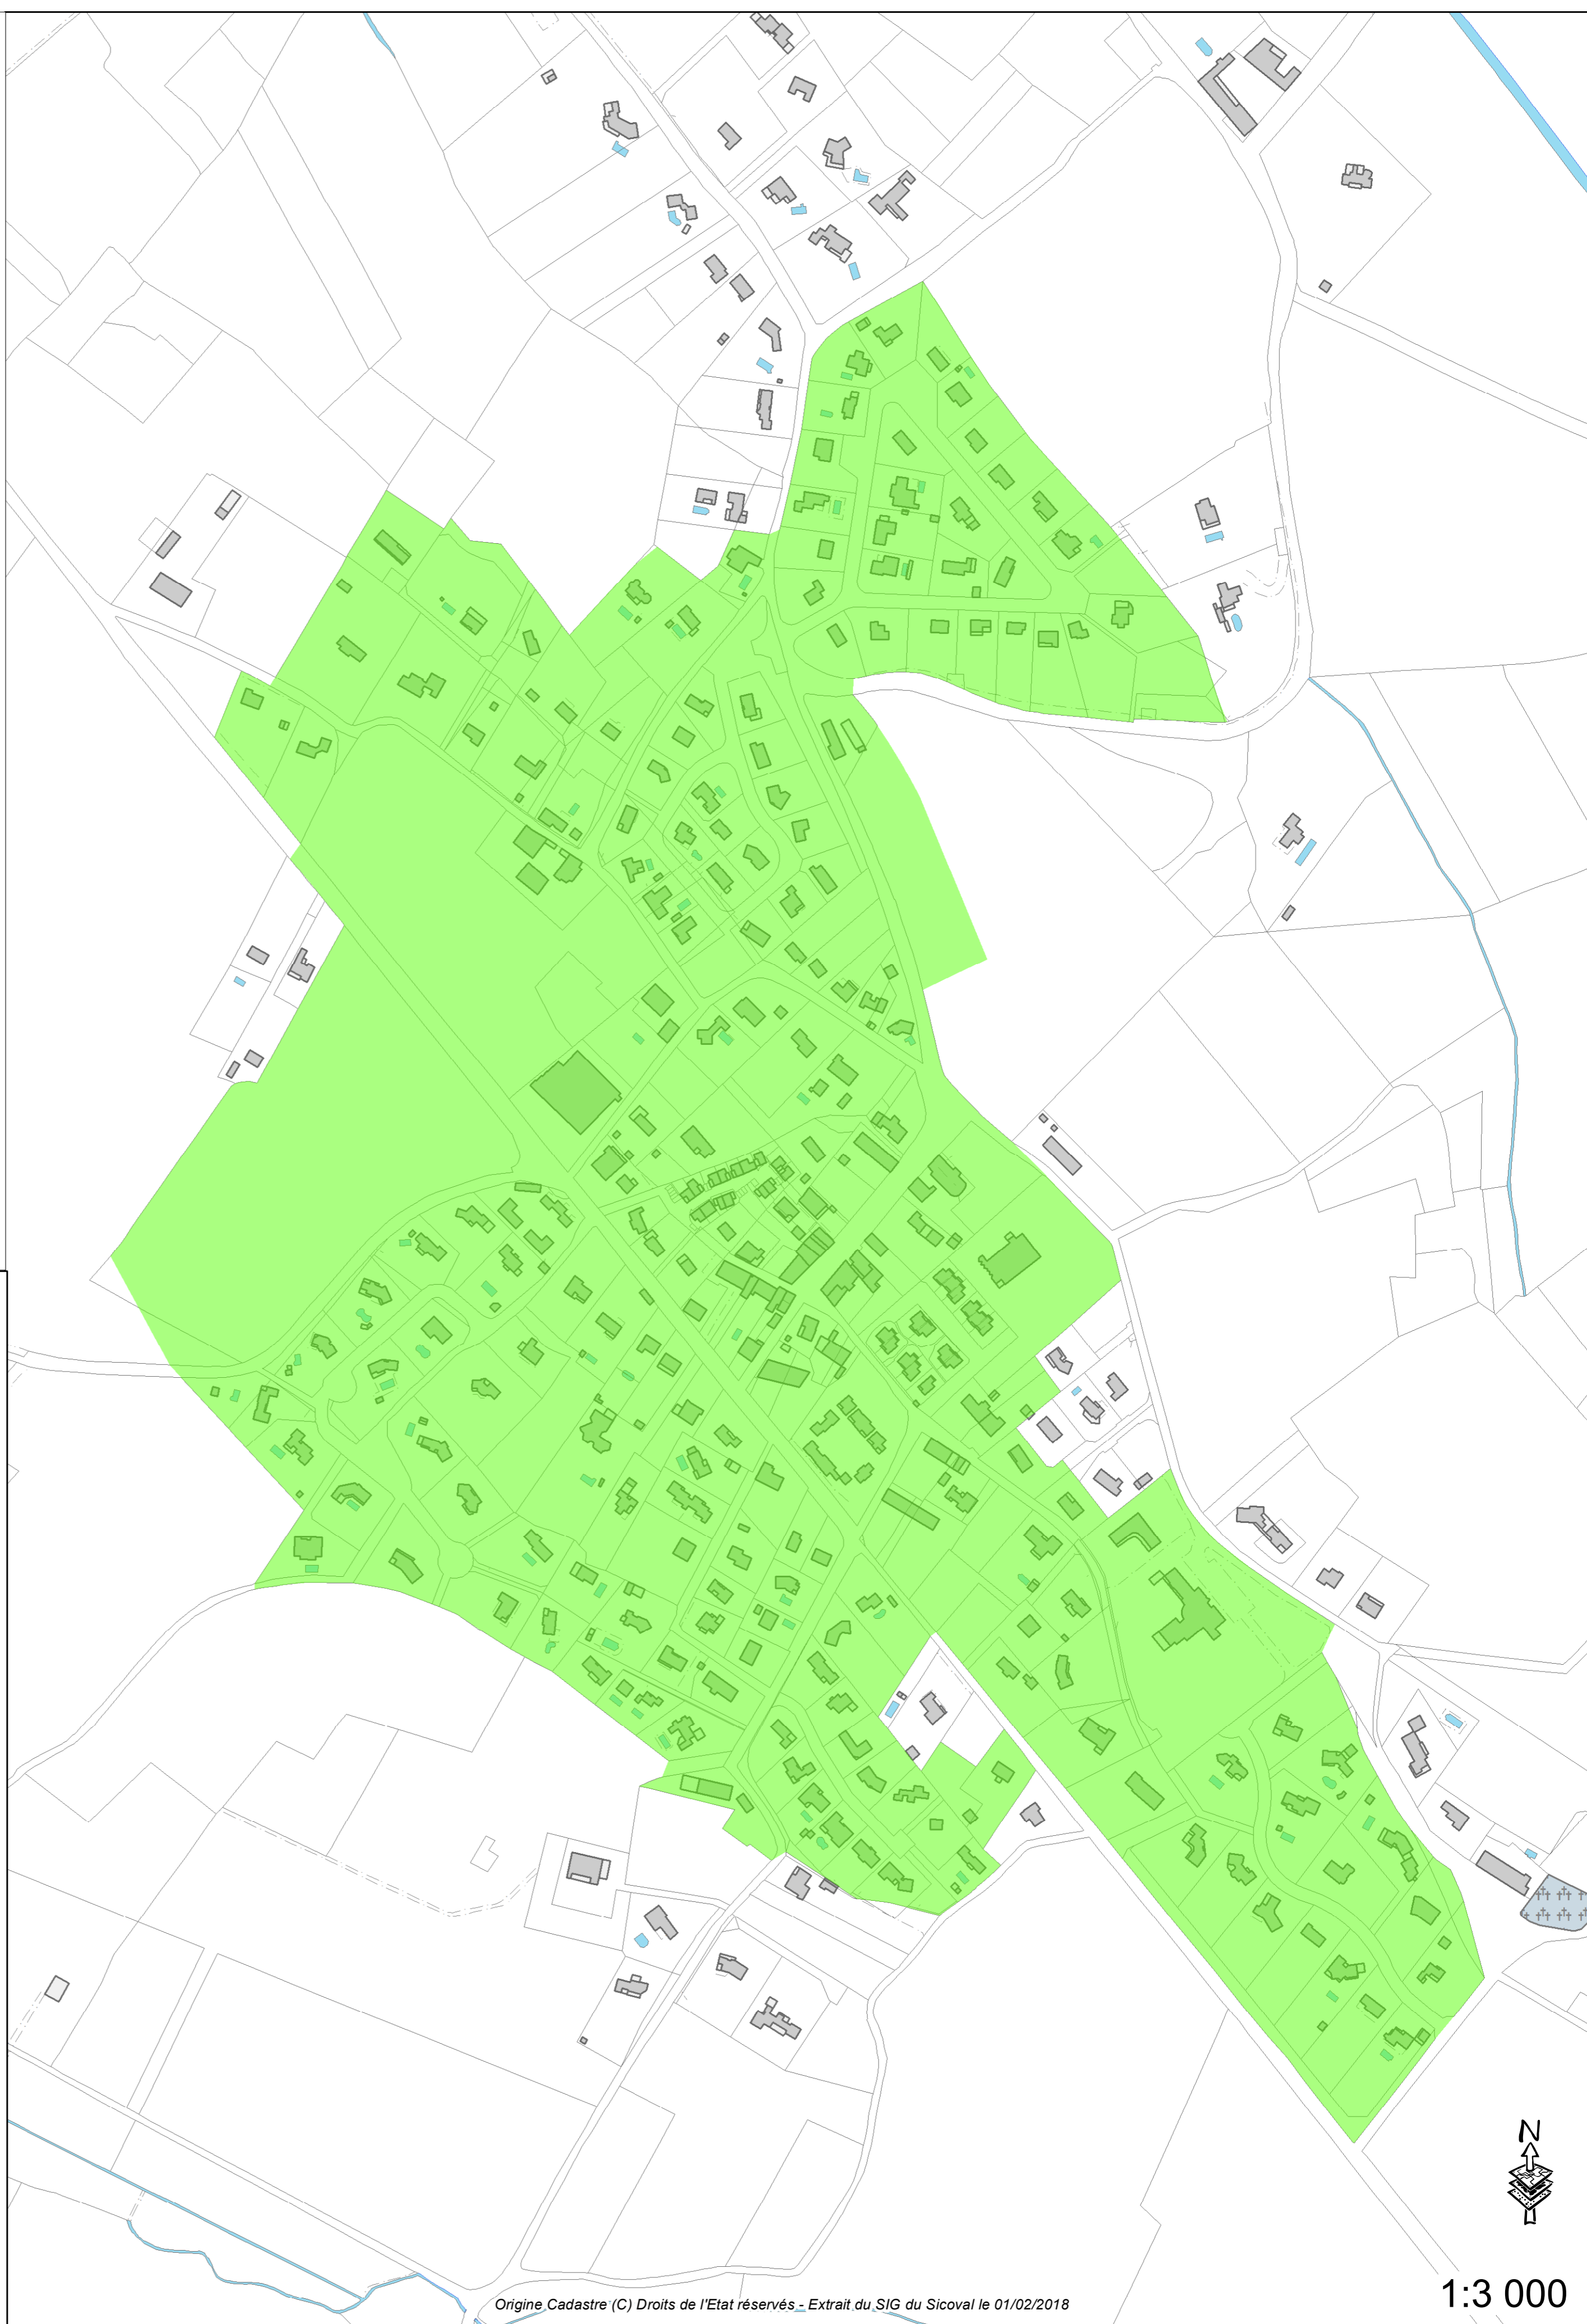 N
1:3 000
Origine Cadastre (C) Droits de l'Etat réservés - Extrait du SIG du Sicoval le 01/02/2018